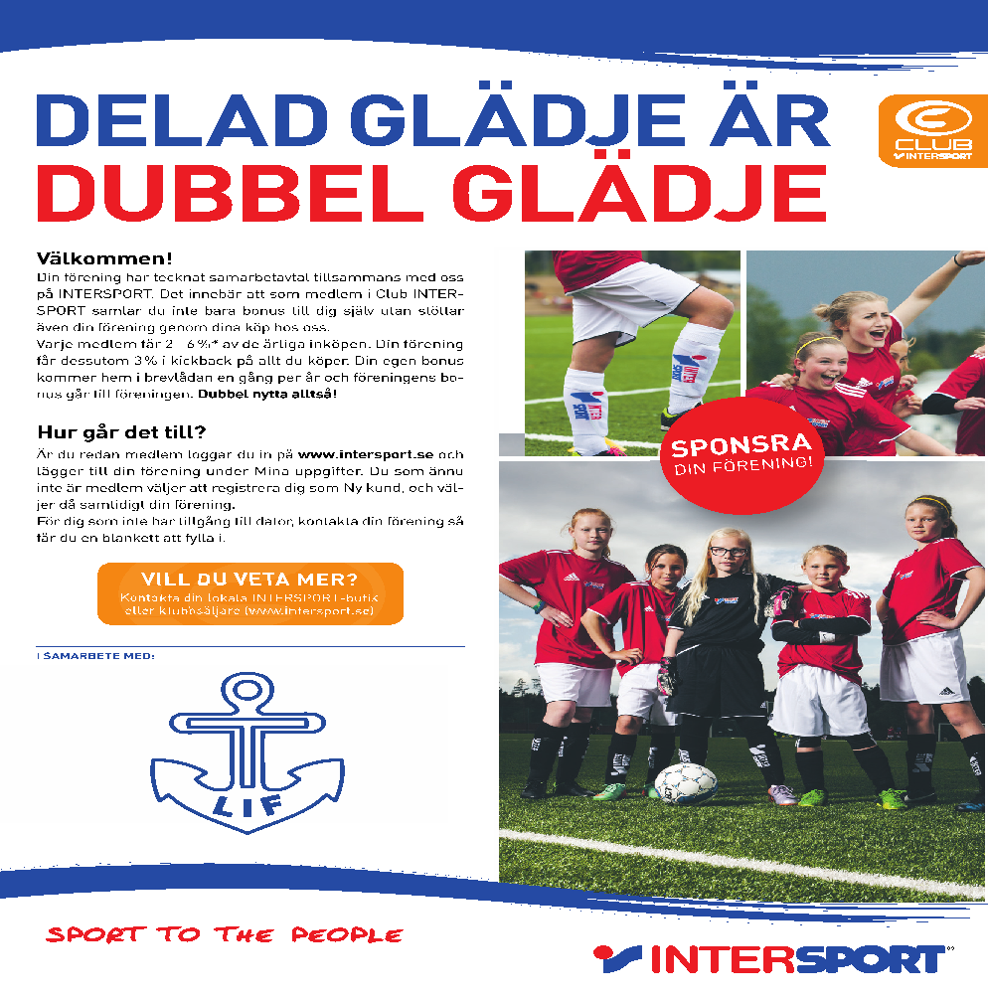 DELAD GLÄDJE ÄR
DUBBEL GLÄDJE
CLUB
INTERSPORT
Välkommen!
Din förening har tecknat samarbetavtal tillsammans med oss
på INTERSPORT. Det innebär att som medlem i Club INTER-
SPORT samlar du inte bara bonus till dig själv utan stöttar
även din förening genom dina köp hos oss.
Varje medlem får 2 - 6 %* av de årliga inköpen. Din förening
får dessutom 3 % i kickback på allt du köper. Din egen bonus
kommer hem i brevlådan en gång per år och föreningens bo-
nus går till föreningen. Dubbel nytta alltså!
Hur går det till?
Är du redan medlem loggar du in på www.intersport.se och
lägger till din förening under Mina uppgifter. Du som ännu
inte är medlem väljer att registrera dig som Ny kund, och väl-
jer då samtidigt din förening.
För dig som inte har tillgång till dator, kontakta din förening så
får du en blankett att fylla i.
VILL DU VETA MER?
Kontakta din lokala INTERSPORT-butik
eller klubbsäljare (www.intersport.se)
I SAMARBETE MED:
LIF
SPONSRA
DIN FÖRENING!
SPORT TO THE PEOPLE
INTERSPORT